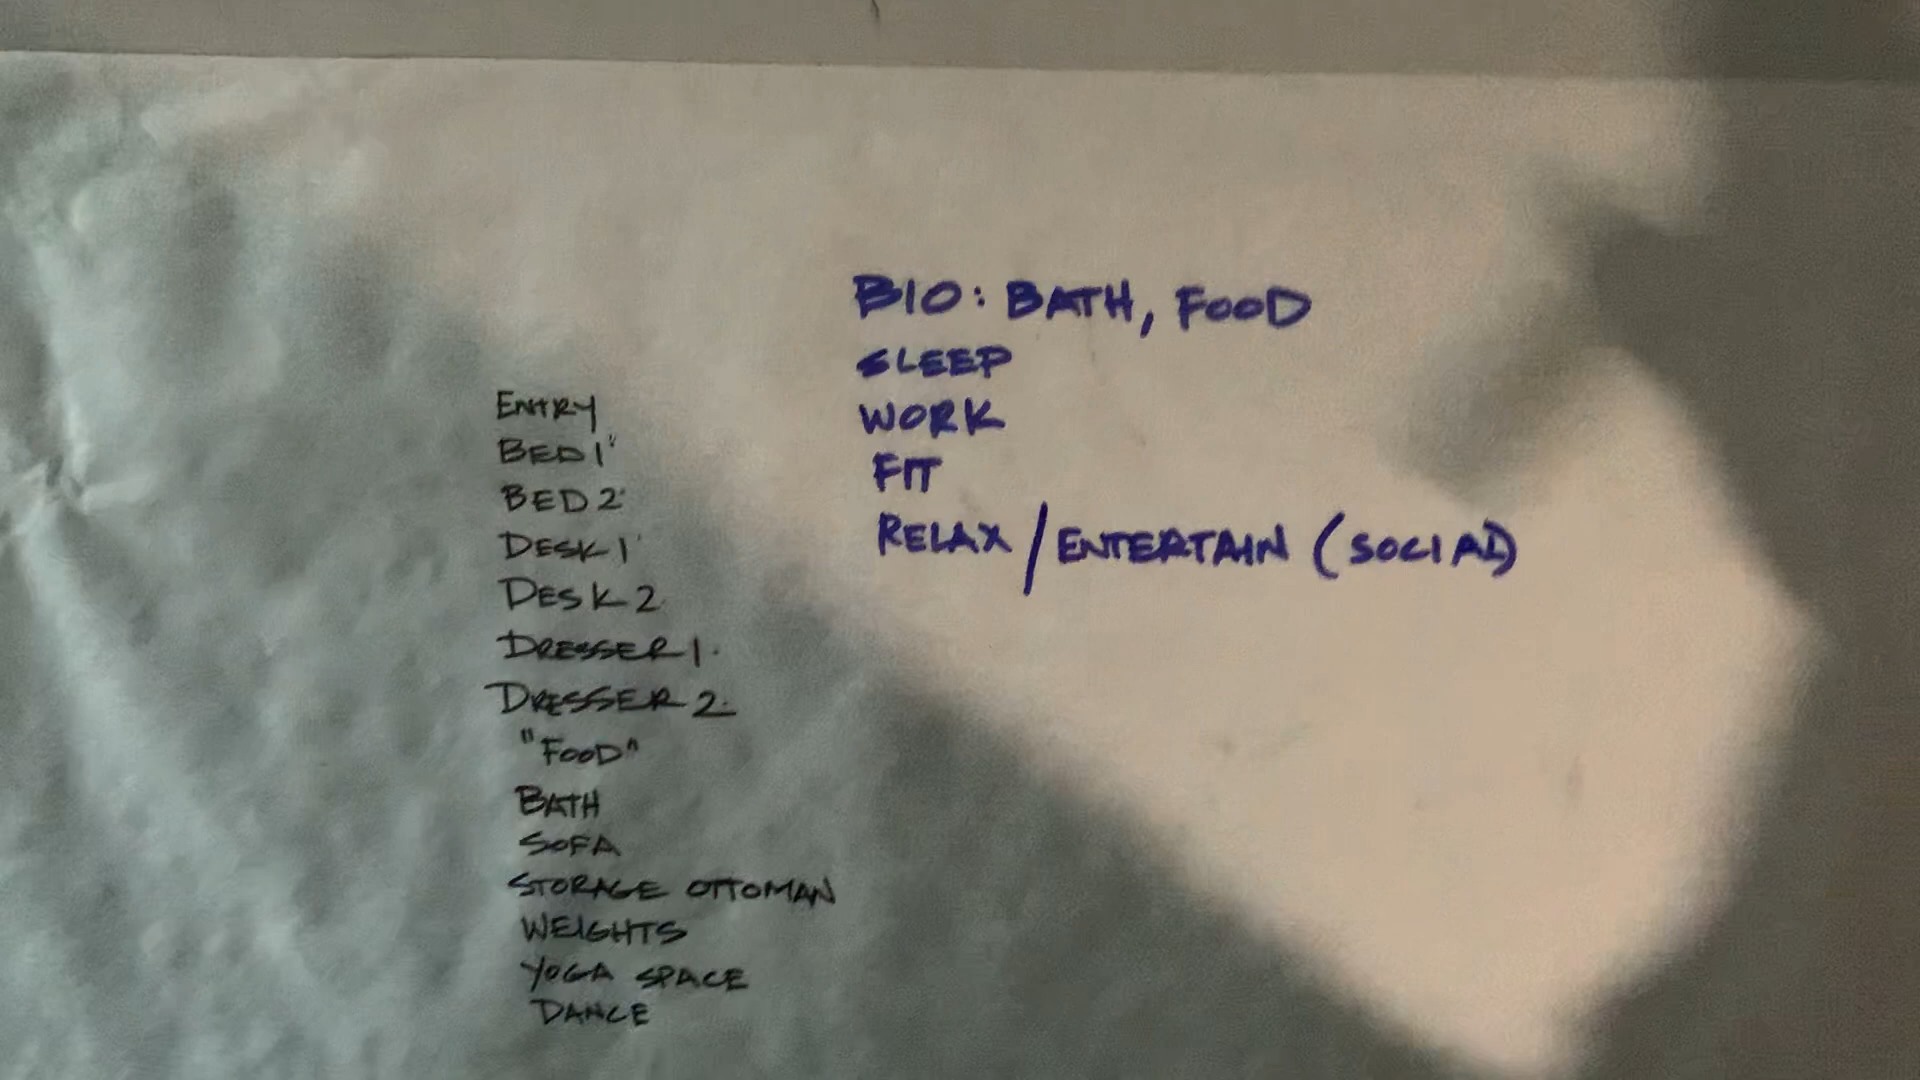 BIO: BATH, FOOD
SLEEP
WORK
FIT
RELAX / ENTERTAIN (SOCIAL)
ENTRY
BED 1
BED 2
DESK 1
DESK 2
DRESSER 1
DRESSER 2
"FOOD"
BATH
SOFA
STORAGE OTTOMAN
WEIGHTS
YOGA SPACE
DANCE